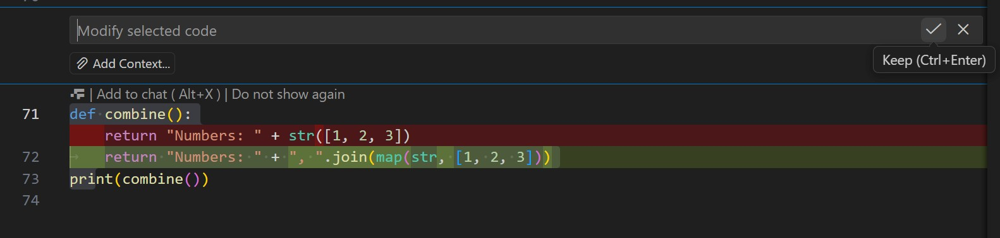 Modify selected code
Keep (Ctrl+Enter)
Add Context...
| Add to chat ( Alt+X ) | Do not show again
71 def combine():
return "Numbers: " + str([1, 2, 3])
72 return "Numbers: " + ", ".join(map(str, [1, 2, 3]))
73 print(combine())
74